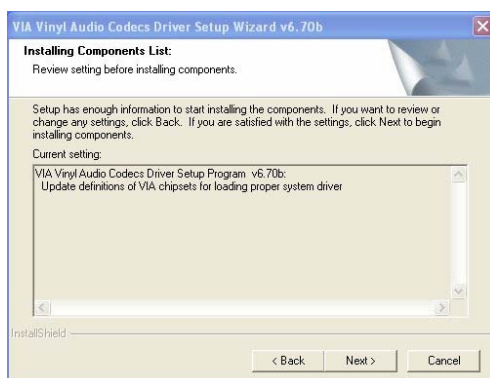 VIA Vinyl Audio Codecs Driver Setup Wizard v6.70b
Installing Components List:
Review setting before installing components.
Setup has enough information to start installing the components. If you want to review or
change any settings, click Back. If you are satisfied with the settings, click Next to begin
installing components.
Current setting:
VIA Vinyl Audio Codecs Driver Setup Program v6.70b:
Update definitions of VIA chipsets for loading proper system driver
InstallShield
< Back
Next >
Cancel